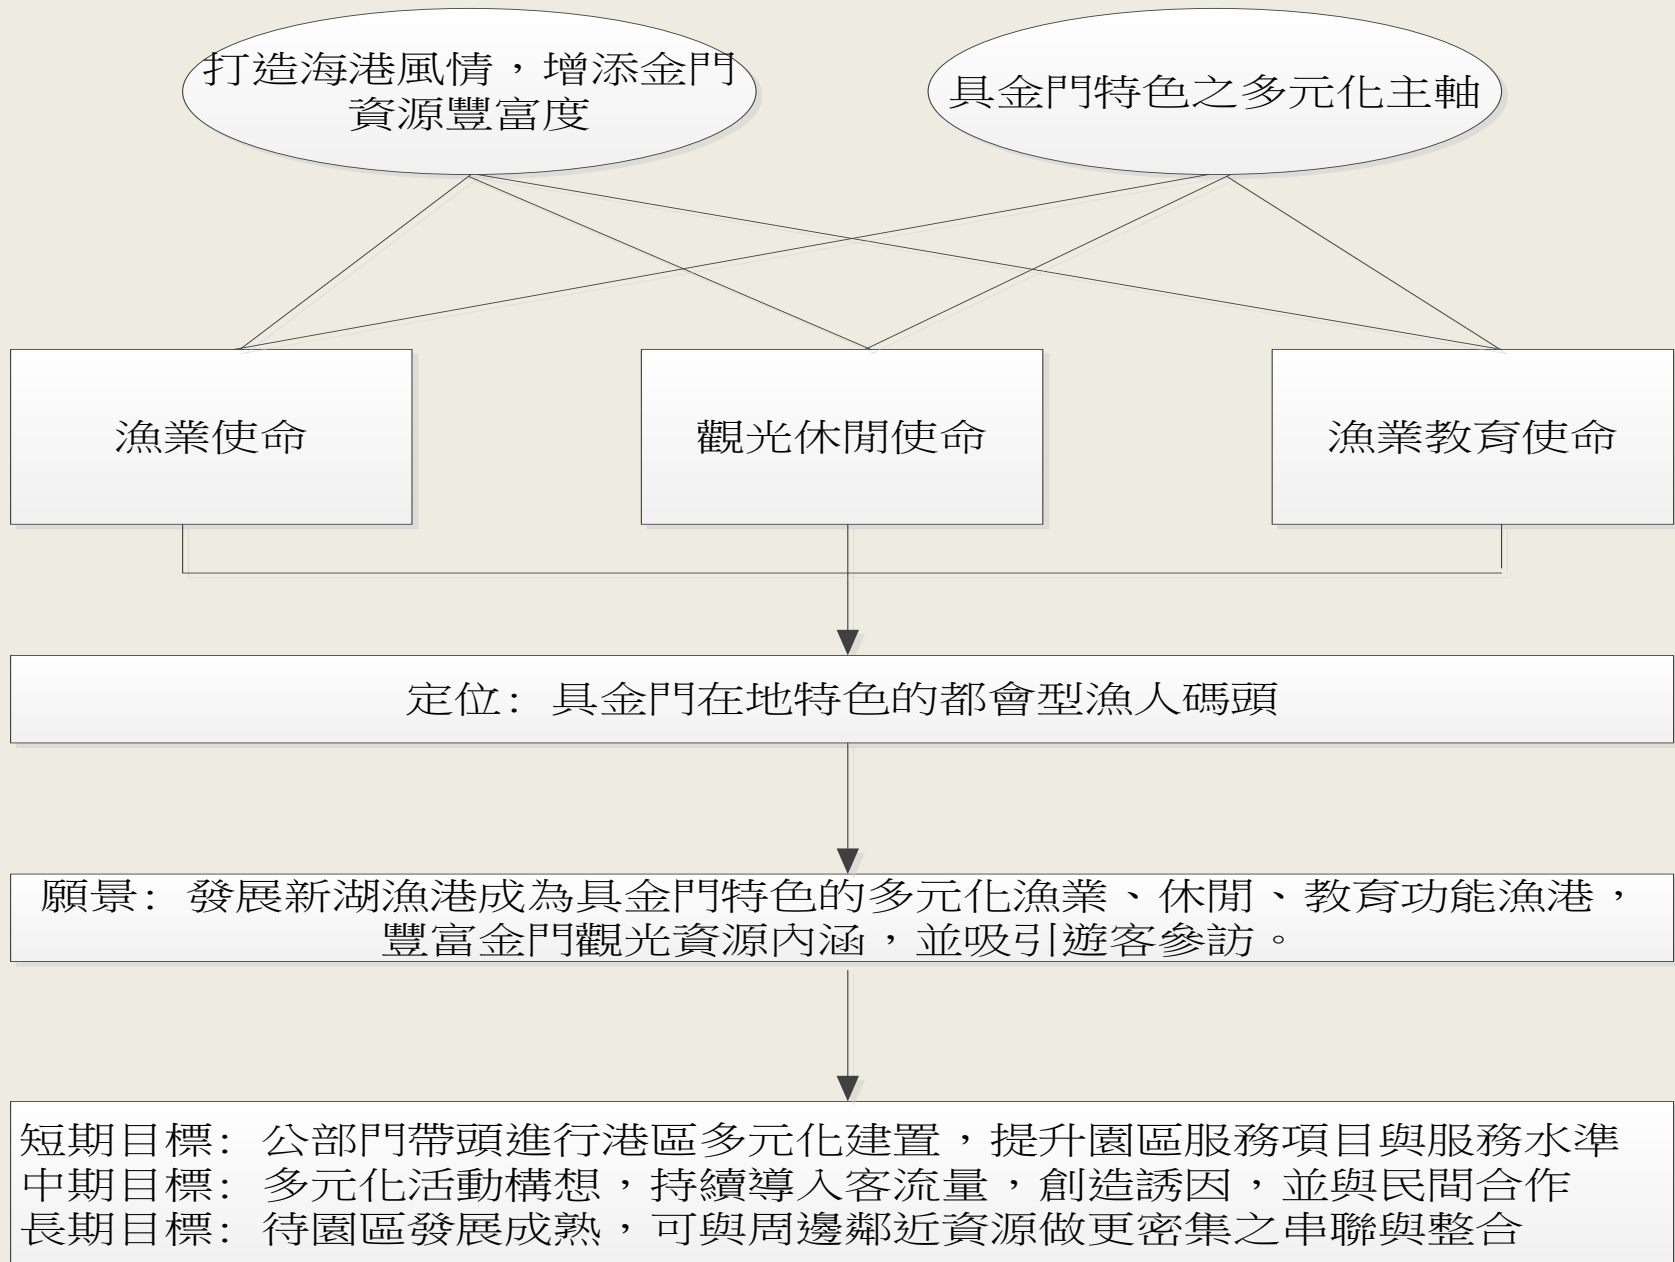 打造海港風情，增添金門
資源豐富度
具金門特色之多元化主軸
漁業使命
觀光休閒使命
漁業教育使命
定位: 具金門在地特色的都會型漁人碼頭
願景: 發展新湖漁港成為具金門特色的多元化漁業、休閒、教育功能漁港，
豐富金門觀光資源內涵，並吸引遊客參訪。
短期目標: 公部門帶頭進行港區多元化建置，提升園區服務項目與服務水準
中期目標: 多元化活動構想，持續導入客流量，創造誘因，並與民間合作
長期目標: 待園區發展成熟，可與周邊鄰近資源做更密集之串聯與整合